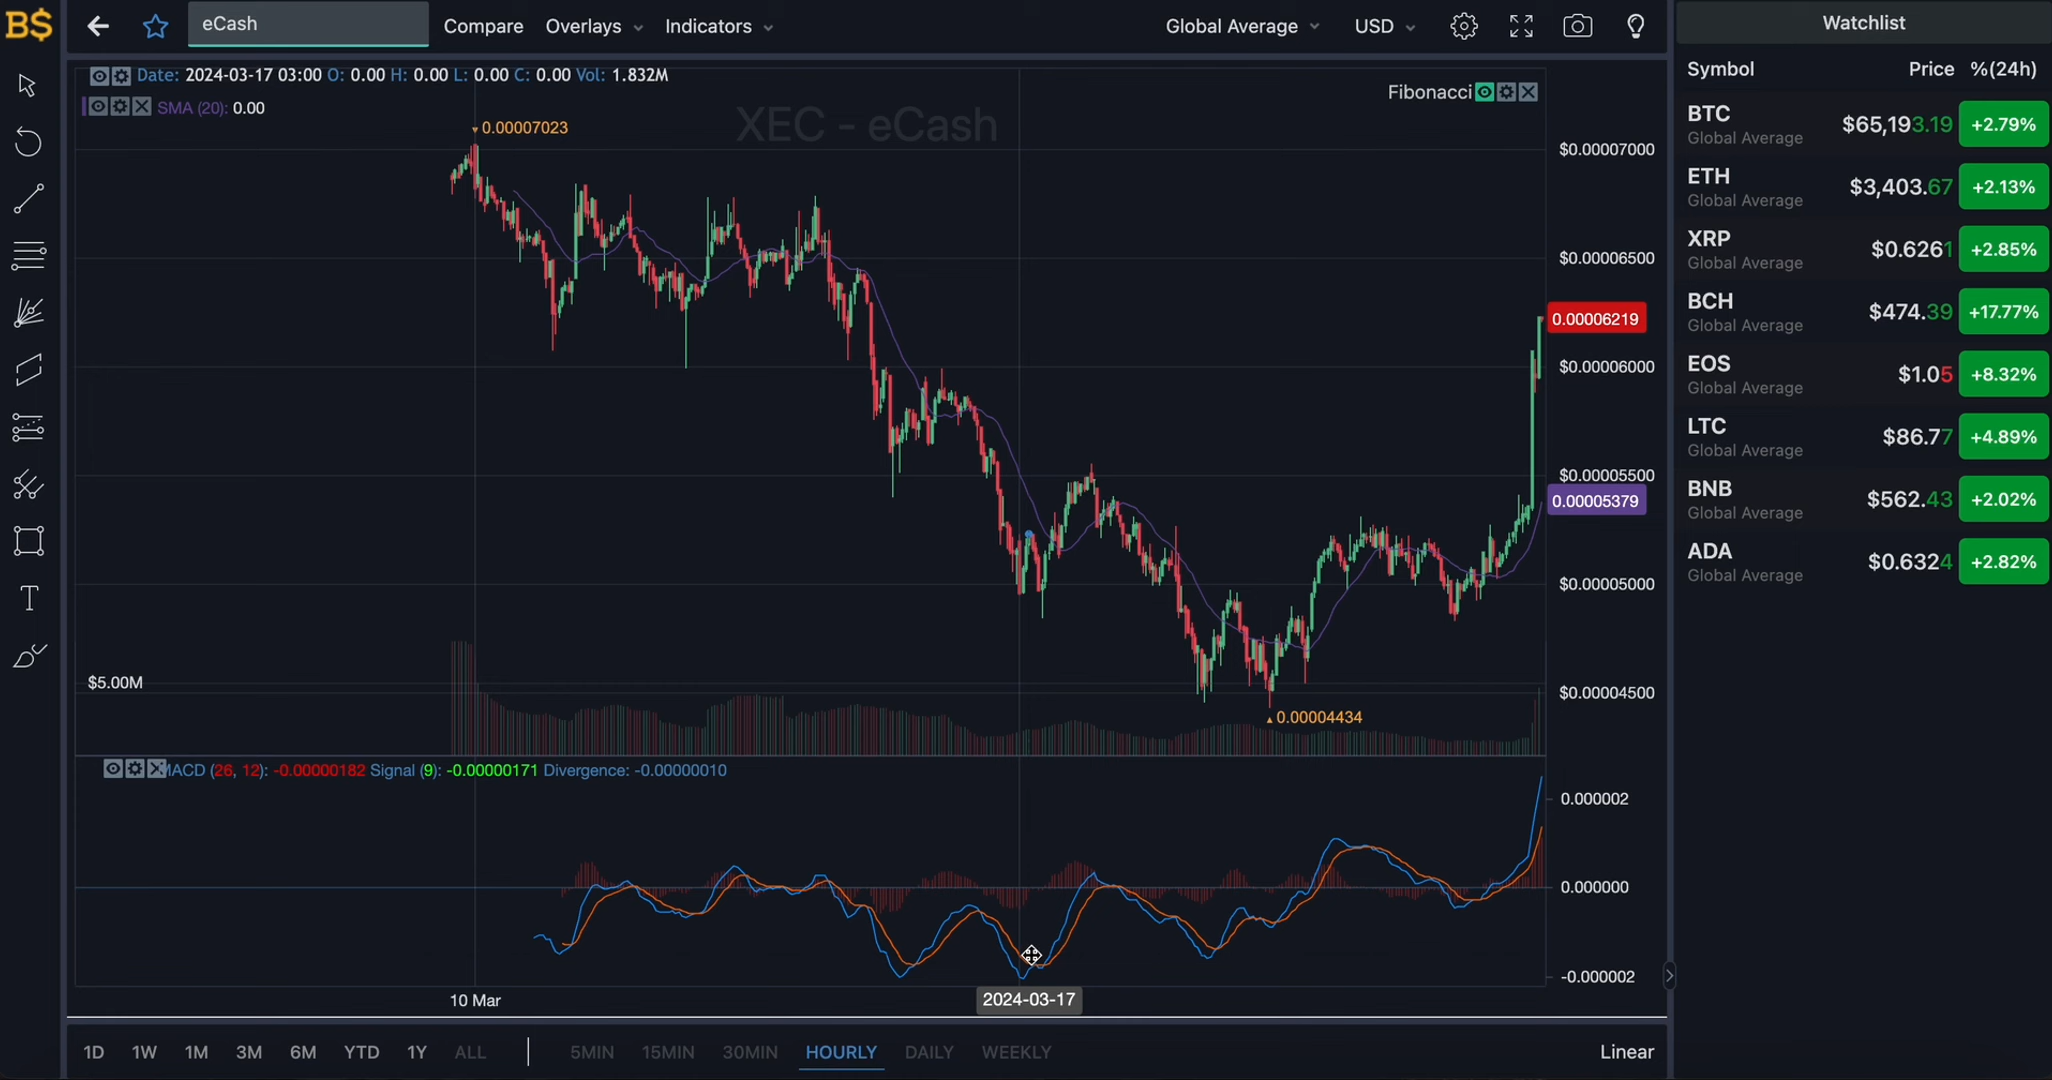 B$
eCash
Compare
Overlays
Indicators
Global Average
USD
Watchlist
Date: 2024-03-17 03:00 O: 0.00 H: 0.00 L: 0.00 C: 0.00 Vol: 1.832M
SMA (20): 0.00
Fibonacci
XEC - eCash
0.00007023
$0.00007000
$0.00006500
0.00006219
$0.00006000
$0.00005500
0.00005379
$0.00005000
$5.00M
$0.00004500
0.00004434
MACD (26, 12): -0.00000182 Signal (9): -0.00000171 Divergence: -0.00000010
0.000002
0.000000
-0.000002
10 Mar
2024-03-17
1D 1W 1M 3M 6M YTD 1Y ALL
5MIN 15MIN 30MIN HOURLY DAILY WEEKLY
Linear
Symbol Price %(24h)
BTC $65,193.19 +2.79%
Global Average
ETH $3,403.67 +2.13%
Global Average
XRP $0.6261 +2.85%
Global Average
BCH $474.39 +17.77%
Global Average
EOS $1.05 +8.32%
Global Average
LTC $86.77 +4.89%
Global Average
BNB $562.43 +2.02%
Global Average
ADA $0.6324 +2.82%
Global Average